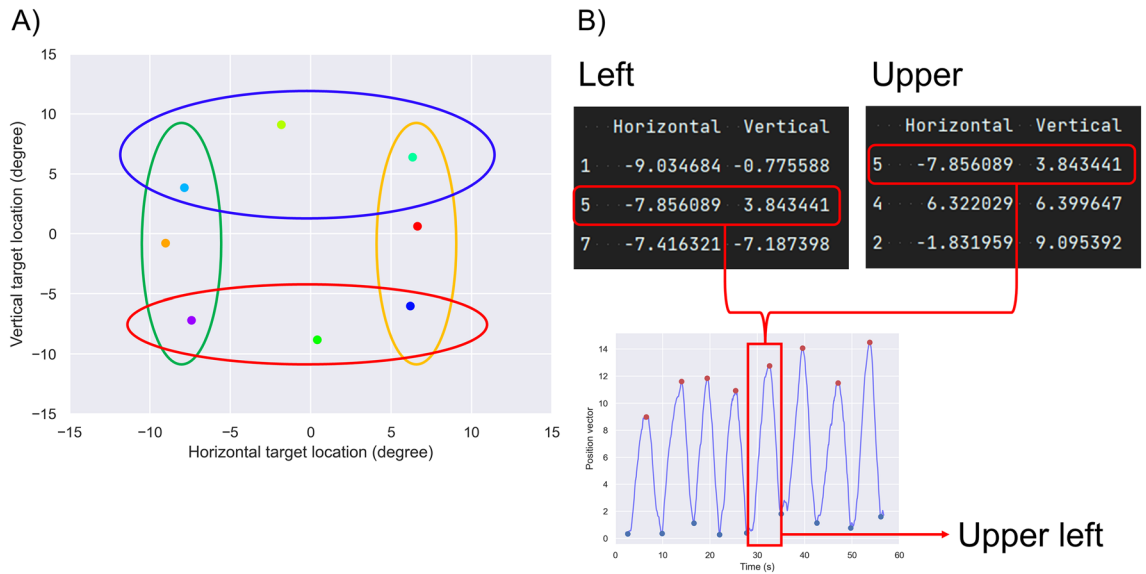 A)
15
10
5
0
−5
−10
−15
−15
−10
−5
0
5
10
15
Vertical target location (degree)
Horizontal target location (degree)
B)
Left
Horizontal Vertical
1 -9.034684 -0.775588
5 -7.856089 3.843441
7 -7.416321 -7.187398
Upper
Horizontal Vertical
5 -7.856089 3.843441
4 6.322029 6.399647
2 -1.831959 9.095392
14
12
10
8
6
4
2
0
0
10
20
30
40
50
60
Position vector
Time (s)
Upper left